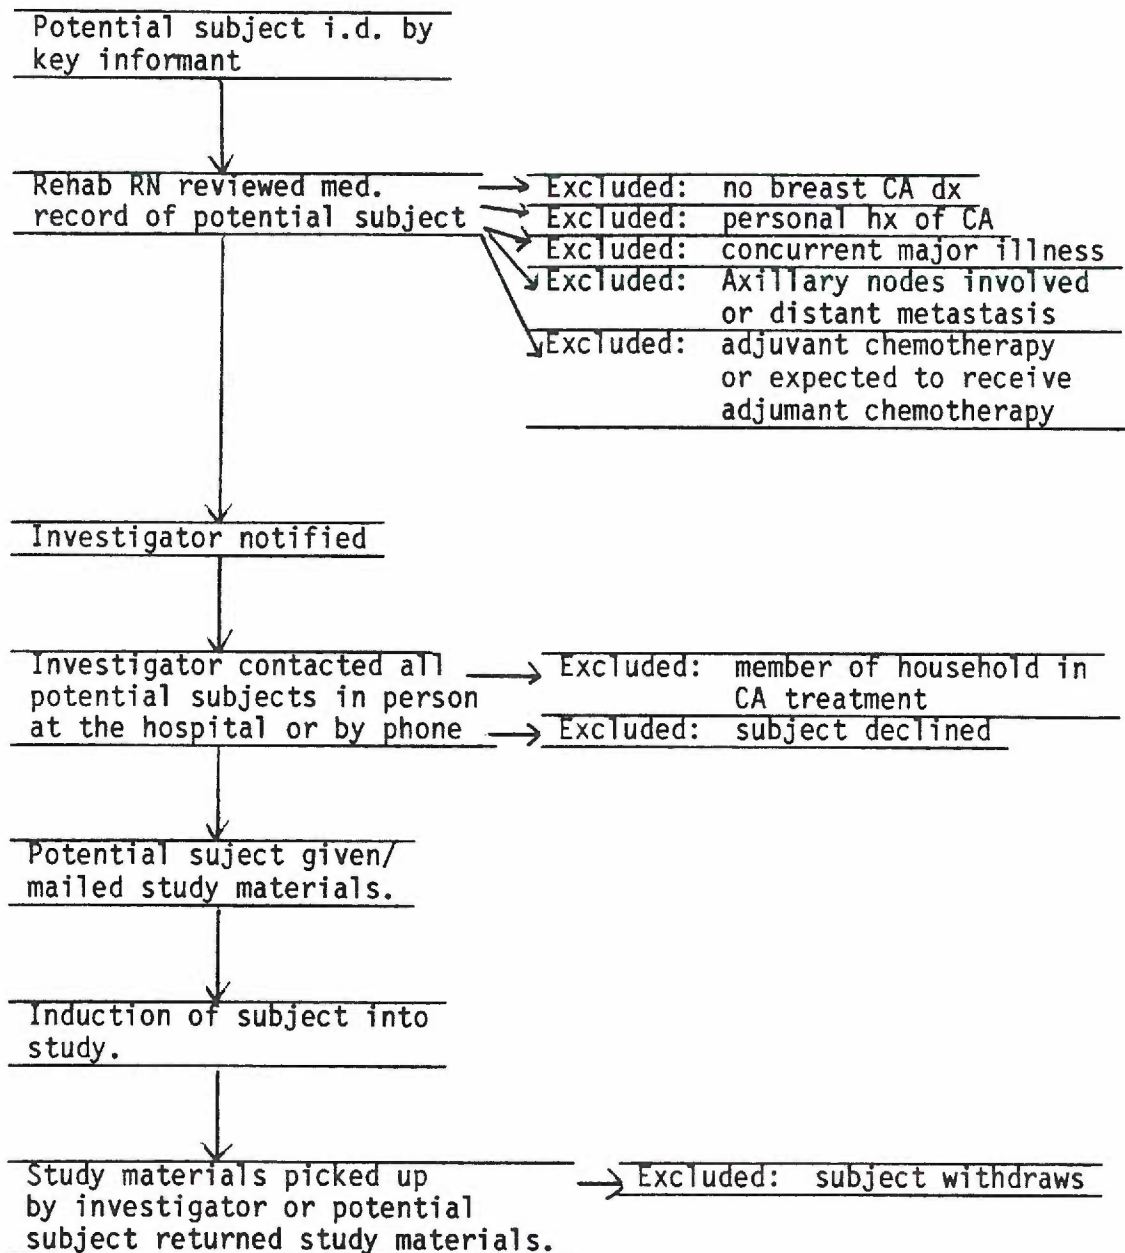 Potential subject i.d. by
key informant
Rehab RN reviewed med.
record of potential subject
Excluded: no breast CA dx
Excluded: personal hx of CA
Excluded: concurrent major illness
Excluded: Axillary nodes involved
or distant metastasis
Excluded: adjuvant chemotherapy
or expected to receive
adjumant chemotherapy
Investigator notified
Investigator contacted all
potential subjects in person
at the hospital or by phone
Excluded: member of household in
CA treatment
Excluded: subject declined
Potential suject given/
mailed study materials.
Induction of subject into
study.
Study materials picked up
by investigator or potential
subject returned study materials.
Excluded: subject withdraws